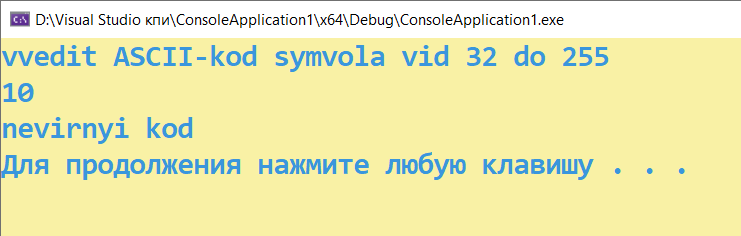 D:\Visual Studio кпи\ConsoleApplication1\x64\Debug\ConsoleApplication1.exe
vvedit ASCII-kod symvola vid 32 do 255
10
nevirnyi kod
Для продолжения нажмите любую клавишу . . .